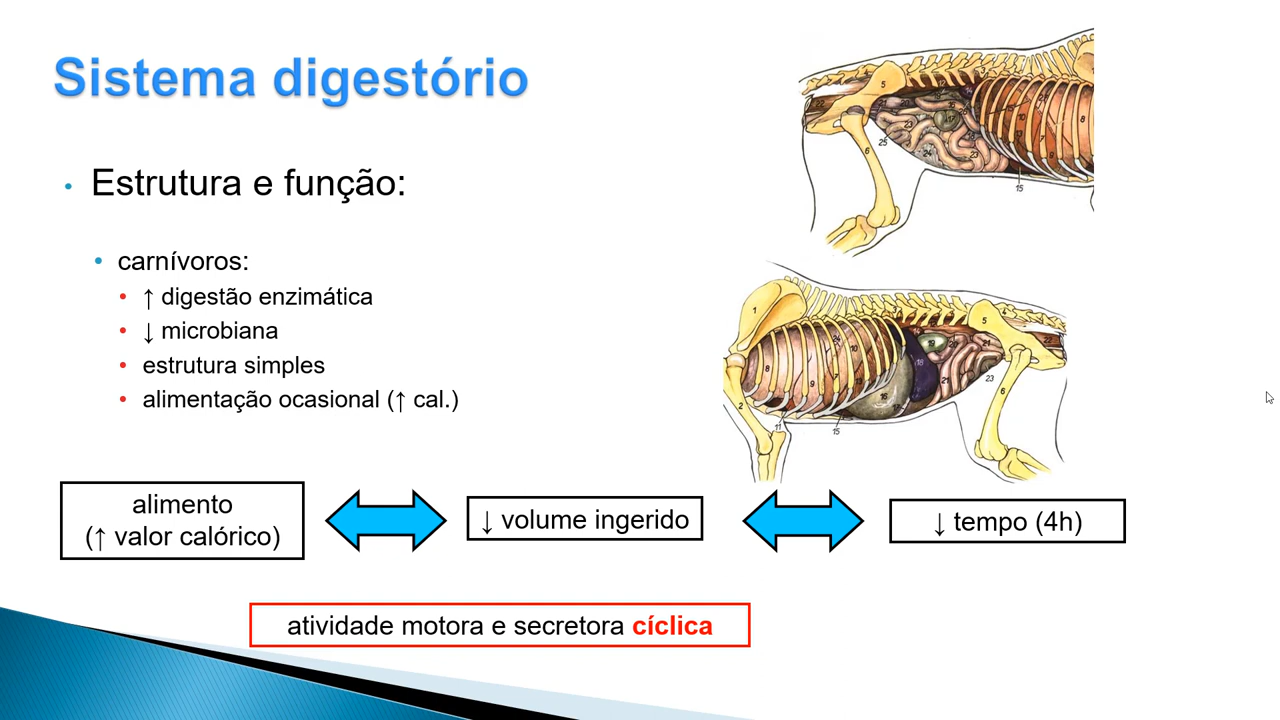 Sistema digestório
• Estrutura e função:
• carnívoros:
• ↑ digestão enzimática
• ↓ microbiana
• estrutura simples
• alimentação ocasional (↑ cal.)
alimento
(↑ valor calórico)
↓ volume ingerido
↓ tempo (4h)
atividade motora e secretora cíclica